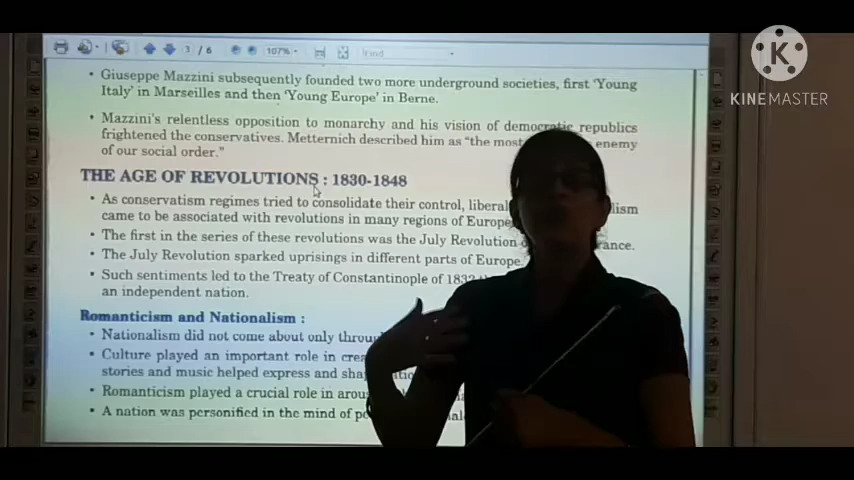 3 / 6
107%
Find
K
KINEMASTER
• Giuseppe Mazzini subsequently founded two more underground societies, first 'Young
Italy' in Marseilles and then 'Young Europe' in Berne.
• Mazzini's relentless opposition to monarchy and his vision of democratic republics
frightened the conservatives. Metternich described him as "the most enemy
of our social order."
THE AGE OF REVOLUTIONS : 1830-1848
• As conservatism regimes tried to consolidate their control,
came to be associated with revolutions in many regions of Europe
• The first in the series of these revolutions was the July Revolution
• The July Revolution sparked uprisings in different parts of Europe.
• Such sentiments led to the Treaty of Constantinople of
an independent nation.
Romanticism and Nationalism :
• Nationalism did not come about only
• Culture played an important role in
stories and music helped express and
• Romanticism played a crucial role in
• A nation was personified in the mind of